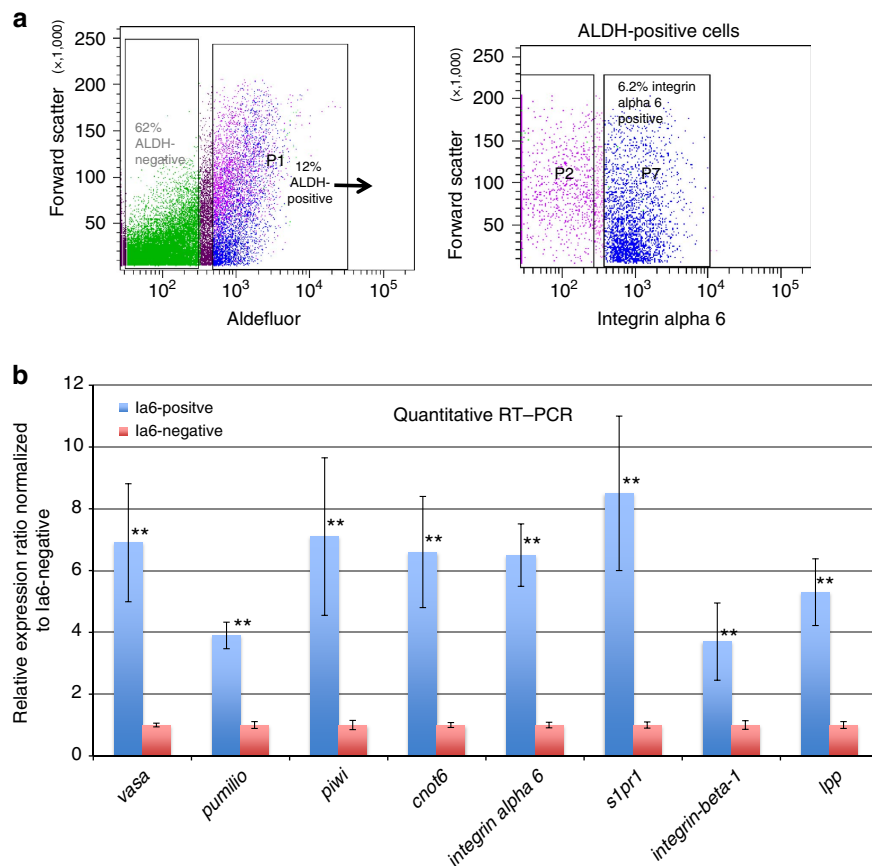 a
250
200
150
100
50
Forward scatter (×,1,000)
62%
ALDH-
negative
P1
12%
ALDH-
positive
10^2 10^3 10^4 10^5
Aldefluor
ALDH-positive cells
250
200
150
100
50
Forward scatter (×,1,000)
6.2% integrin
alpha 6
positive
P2 P7
10^2 10^3 10^4 10^5
Integrin alpha 6
b
12
10
8
6
4
2
0
Relative expression ratio normalized
to Ia6-negative
Ia6-positve
Ia6-negative
Quantitative RT–PCR
** ** ** ** ** ** ** **
vasa pumilio piwi cnot6 integrin alpha 6 s1pr1 integrin-beta-1 lpp